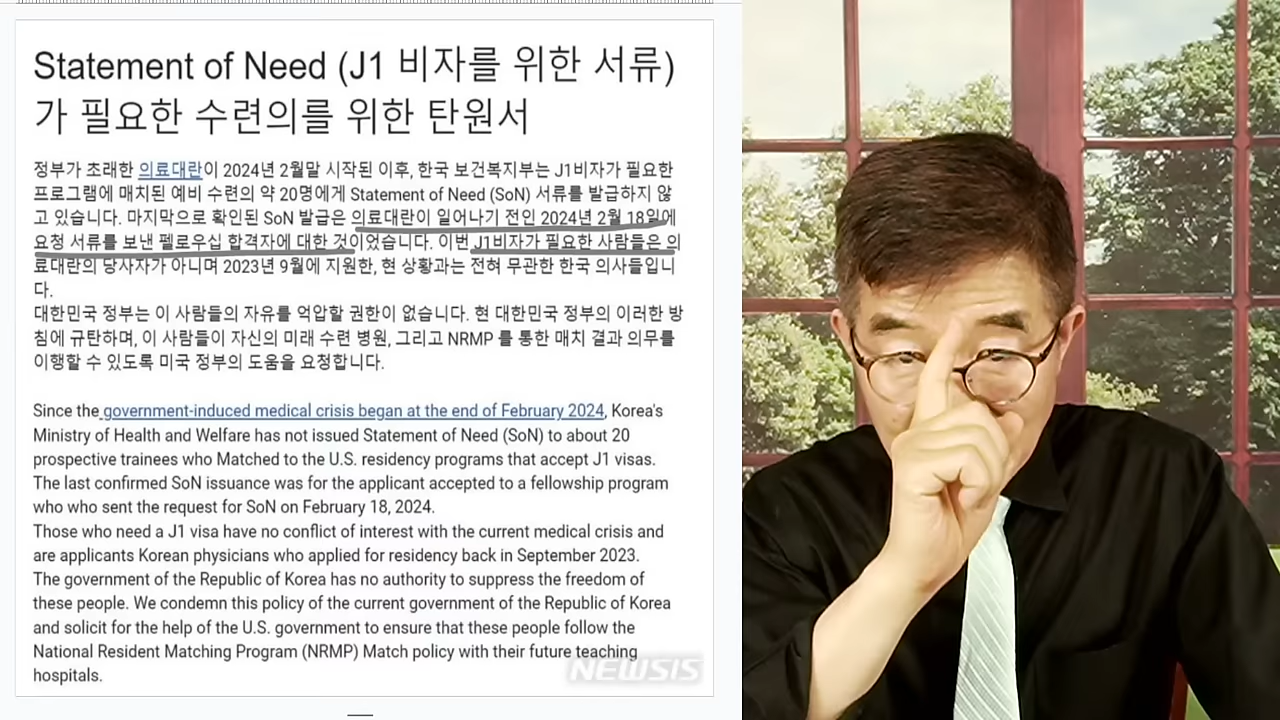 Statement of Need (J1 비자를 위한 서류)
가 필요한 수련의를 위한 탄원서
정부가 초래한 의료대란이 2024년 2월말 시작된 이후, 한국 보건복지부는 J1비자가 필요한
프로그램에 매치된 예비 수련의 약 20명에게 Statement of Need (SoN) 서류를 발급하지 않
고 있습니다. 마지막으로 확인된 SoN 발급은 의료대란이 일어나기 전인 2024년 2월 18일에
요청 서류를 보낸 펠로우십 합격자에 대한 것이었습니다. 이번 J1비자가 필요한 사람들은 의
료대란의 당사자가 아니며 2023년 9월에 지원한, 현 상황과는 전혀 무관한 한국 의사들입니
다.
대한민국 정부는 이 사람들의 자유를 억압할 권한이 없습니다. 현 대한민국 정부의 이러한 방
침에 규탄하며, 이 사람들이 자신의 미래 수련 병원, 그리고 NRMP 를 통한 매치 결과 의무를
이행할 수 있도록 미국 정부의 도움을 요청합니다.
Since the government-induced medical crisis began at the end of February 2024, Korea's
Ministry of Health and Welfare has not issued Statement of Need (SoN) to about 20
prospective trainees who Matched to the U.S. residency programs that accept J1 visas.
The last confirmed SoN issuance was for the applicant accepted to a fellowship program
who who sent the request for SoN on February 18, 2024.
Those who need a J1 visa have no conflict of interest with the current medical crisis and
are applicants Korean physicians who applied for residency back in September 2023.
The government of the Republic of Korea has no authority to suppress the freedom of
these people. We condemn this policy of the current government of the Republic of Korea
and solicit for the help of the U.S. government to ensure that these people follow the
National Resident Matching Program (NRMP) Match policy with their future teaching
hospitals.
NEWSIS